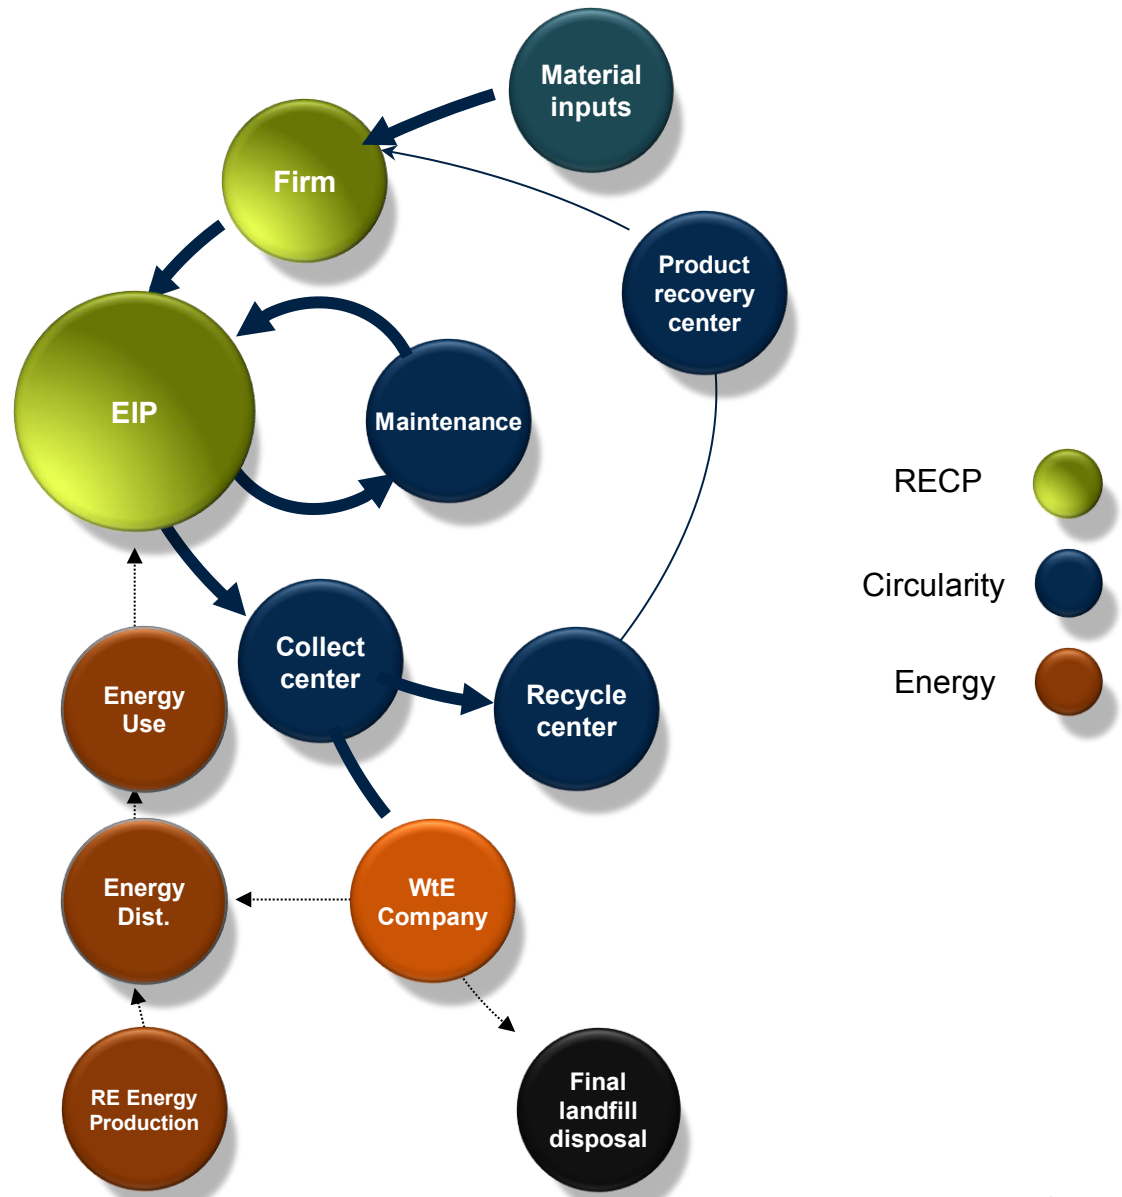 Material
inputs
Firm
Product
recovery
center
EIP
Maintenance
RECP
Circularity
Collect
center
Energy
Use
Recycle
center
Energy
Energy
Dist.
WtE
Company
RE Energy
Production
Final
landfill
disposal